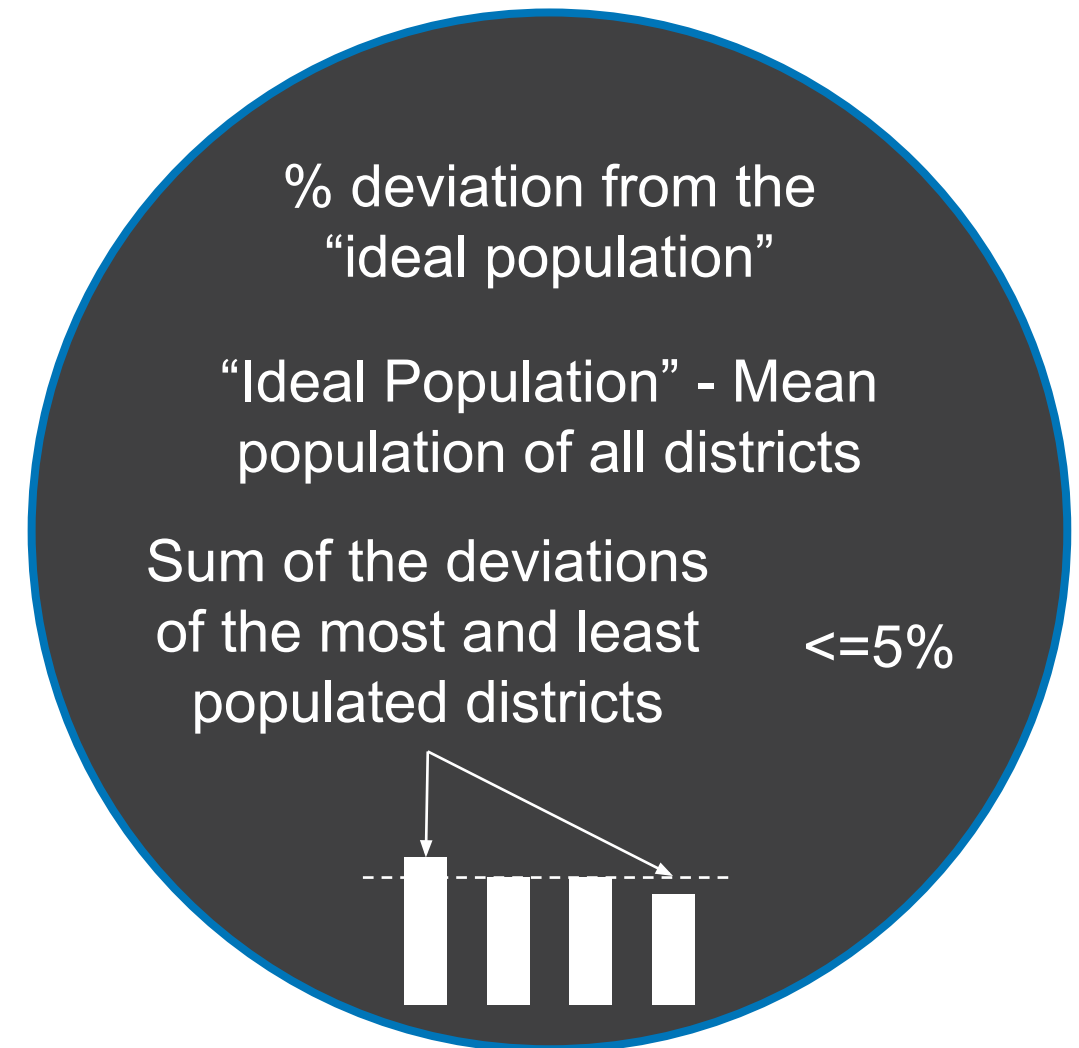 % deviation from the
“ideal population”
“Ideal Population” - Mean
population of all districts
Sum of the deviations
of the most and least
populated districts
<=5%